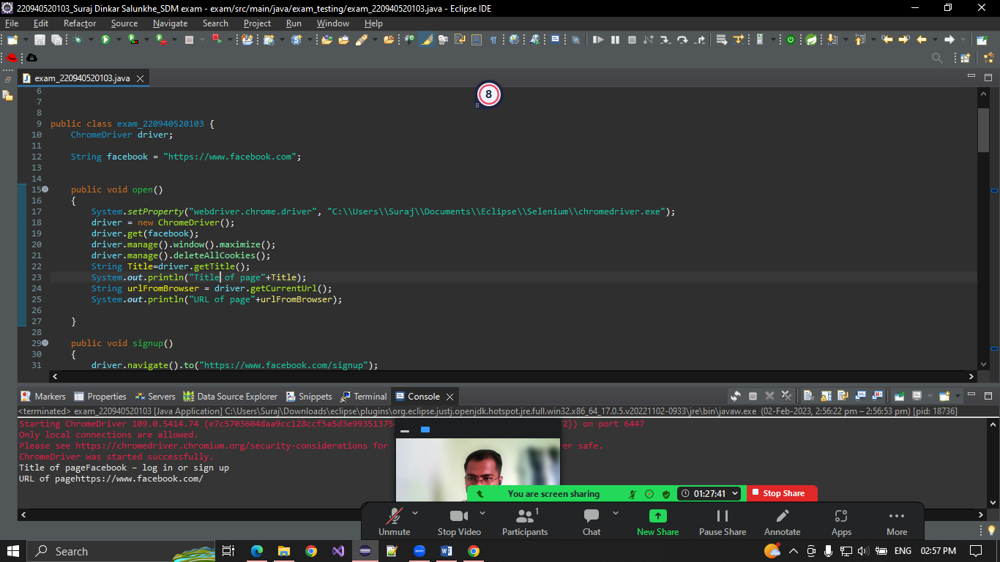 220940520103_Suraj Dinkar Salunkhe_SDM exam - exam/src/main/java/exam_testing/exam_220940520103.java - Eclipse IDE
File Edit Refactor Source Navigate Search Project Run Window Help
exam_220940520103.java
8
6
7
8
9 public class exam_220940520103 {
10 ChromeDriver driver;
11
12 String facebook = "https://www.facebook.com";
13
14
15 public void open()
16 {
17 System.setProperty("webdriver.chrome.driver", "C:\\Users\\Suraj\\Documents\\Eclipse\\Selenium\\chromedriver.exe");
18 driver = new ChromeDriver();
19 driver.get(facebook);
20 driver.manage().window().maximize();
21 driver.manage().deleteAllCookies();
22 String Title=driver.getTitle();
23 System.out.println("Title of page"+Title);
24 String urlFromBrowser = driver.getCurrentUrl();
25 System.out.println("URL of page"+urlFromBrowser);
26
27 }
28
29 public void signup()
30 {
31 driver.navigate().to("https://www.facebook.com/signup");
Markers Properties Servers Data Source Explorer Snippets Terminal Console
<terminated> exam_220940520103 [Java Application] C:\Users\Suraj\Downloads\eclipse\plugins\org.eclipse.justj.openjdk.hotspot.jre.full.win32.x86_64_17.0.5.v20221102-0933\jre\bin\javaw.exe (02-Feb-2023, 2:56:22 pm – 2:56:53 pm) [pid: 18736]
Starting ChromeDriver 109.0.5414.74 (e7c5703604daa9cc128ccf5a5d3e993513758 2}) on port 6447
Only local connections are allowed.
Please see https://chromedriver.chromium.org/security-considerations for er safe.
ChromeDriver was started successfully.
Title of pageFacebook – log in or sign up
URL of pagehttps://www.facebook.com/
You are screen sharing 01:27:41 Stop Share
Unmute Stop Video Participants 1 Chat New Share Pause Share Annotate Apps More
Search ENG 02:57 PM